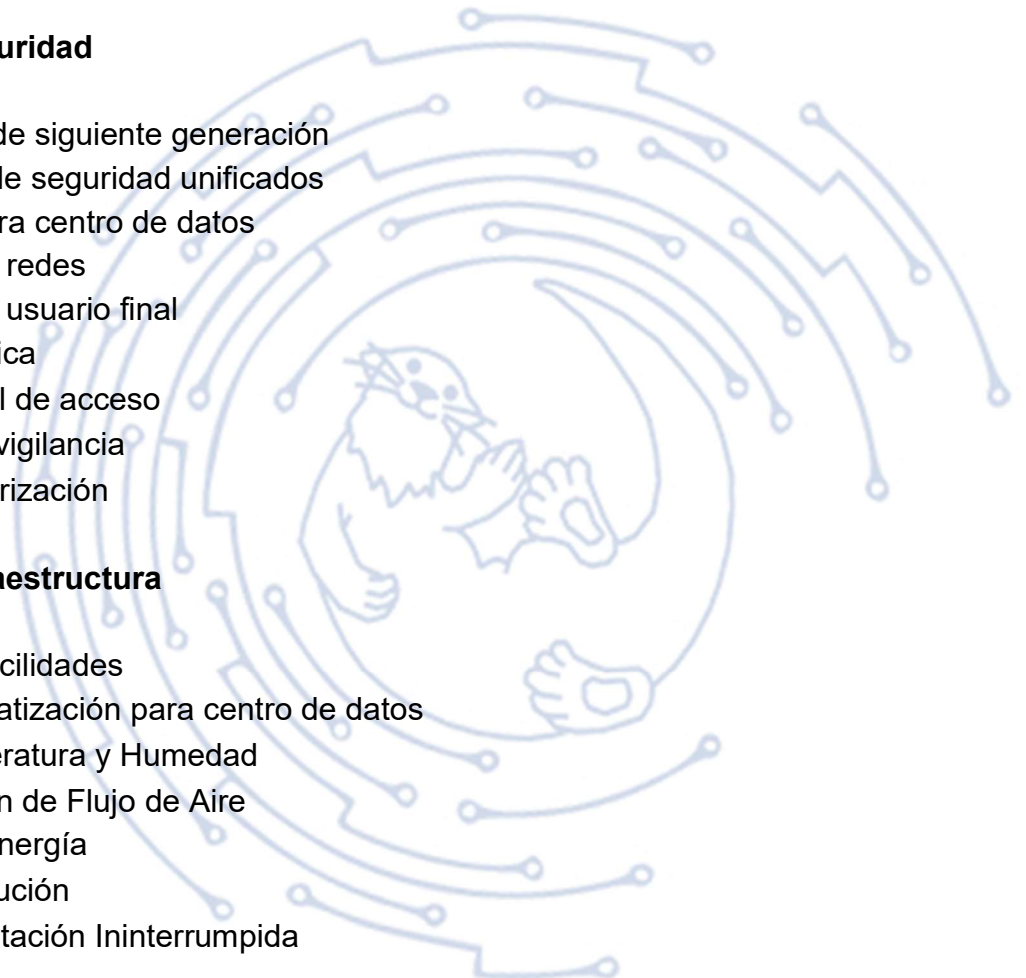 uridad
de siguiente generación
de seguridad unificados
ra centro de datos
redes
usuario final
ica
l de acceso
vigilancia
rización
aestructura
cilidades
atización para centro de datos
eratura y Humedad
n de Flujo de Aire
nergía
ución
tación Ininterrumpida